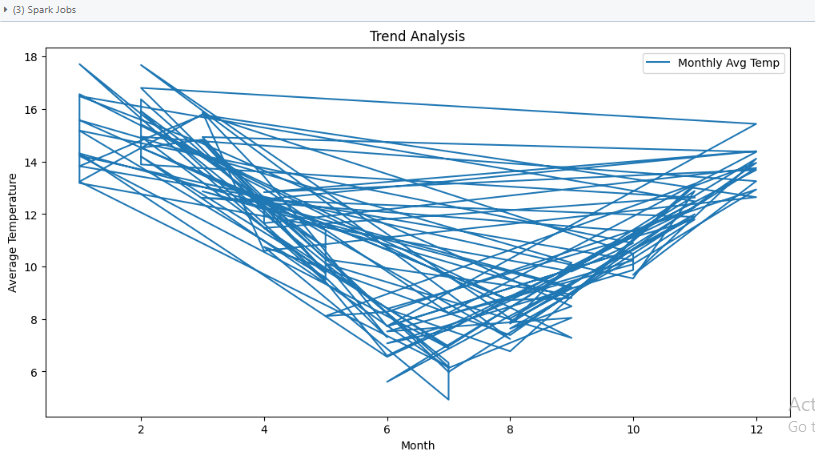 (3) Spark Jobs
Trend Analysis
Monthly Avg Temp
18
16
14
12
10
8
6
Average Temperature
2
4
6
8
10
12
Month
Act
Go t